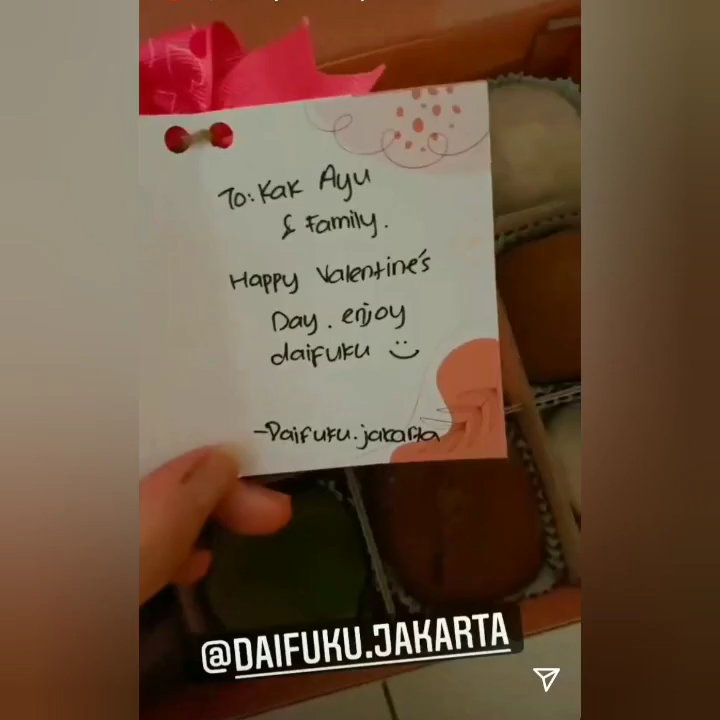 To: Kak Ayu
& Family.
Happy Valentine's
Day. enjoy
daifuku :)
-Daifuku.jakarta
@DAIFUKU.JAKARTA